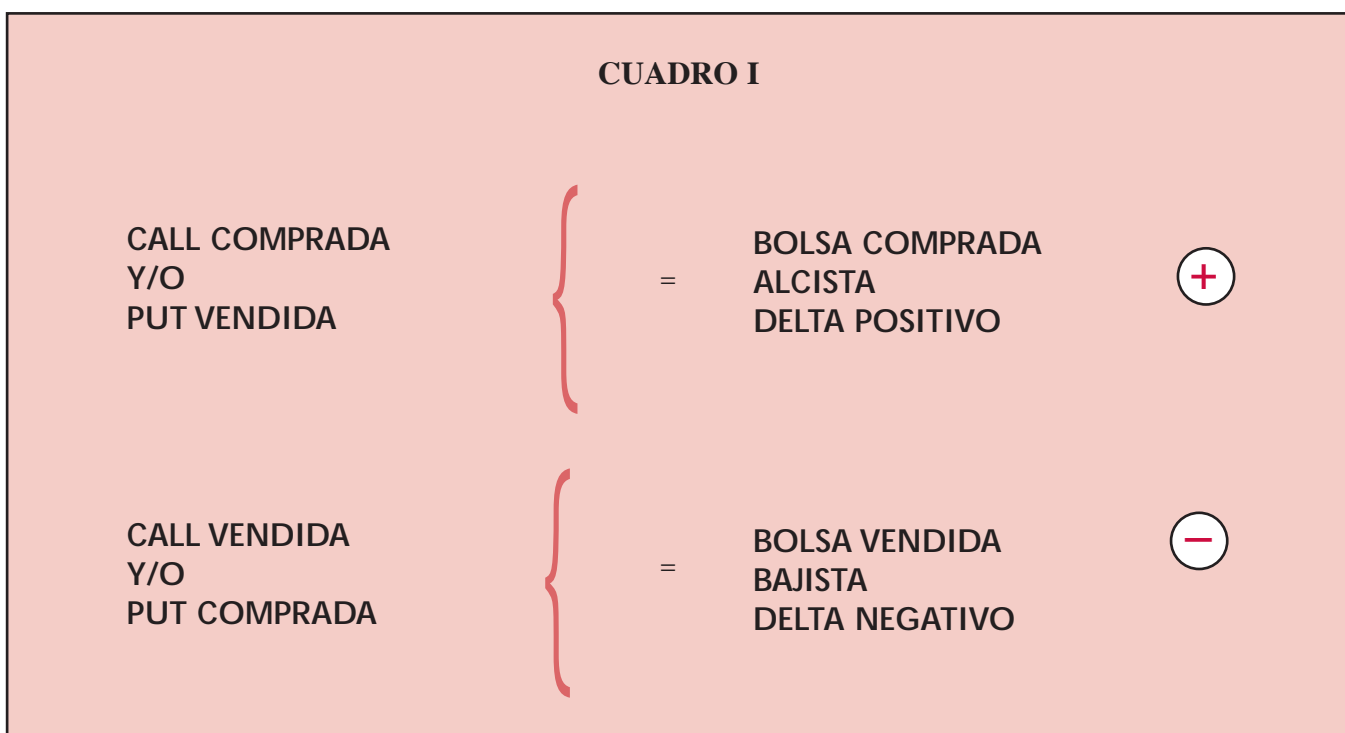 CUADRO I
CALL COMPRADA
Y/O
PUT VENDIDA
=
BOLSA COMPRADA
ALCISTA
DELTA POSITIVO
+
CALL VENDIDA
Y/O
PUT COMPRADA
=
BOLSA VENDIDA
BAJISTA
DELTA NEGATIVO
–